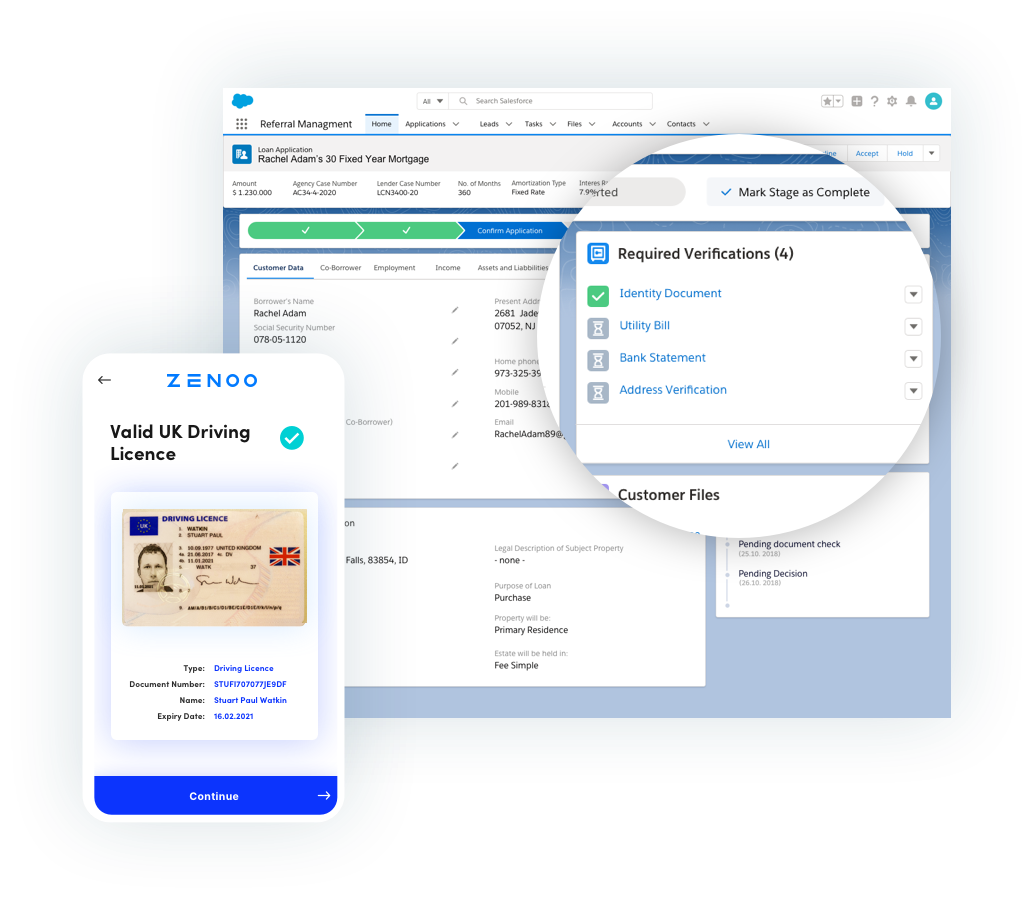 All
Search Salesforce
Referral Managment
Home
Applications
Leads
Tasks
Files
Accounts
Contacts
Loan Application
Rachel Adam's 30 Fixed Year Mortgage
Accept
Hold
Amount
$ 1.230.000
Agency Case Number
AC34-4-2020
Lender Case Number
LCN3400-20
No. of Months
360
Amortization Type
Fixed Rate
Interes R
7.9%
rted
Mark Stage as Complete
Confirm Application
Customer Data
Co-Borrower
Employment
Income
Assets and Liabbilities
Borrower's Name
Rachel Adam
Social Security Number
078-05-1120
Present Addr
2681 Jade
07052, NJ
Home phone
973-325-39
Mobile
201-989-831
Email
RachelAdam89@
Co-Borrower)
Required Verifications (4)
Identity Document
Utility Bill
Bank Statement
Address Verification
View All
Customer Files
Pending document check
(25.10. 2018)
Pending Decision
(26.10. 2018)
on
Falls, 83854, ID
Legal Description of Subject Property
- none -
Purpose of Loan
Purchase
Property will be:
Primary Residence
Estate will be held in:
Fee Simple
ZENOO
Valid UK Driving
Licence
UK
DRIVING LICENCE
1. WATKIN
2. STUART PAUL
3. 10.09.1977 UNITED KINGDOM
4a. 21.06.2017 4c. DV
4b. 11.01.2021
5. WATK 37
7.
9.
Type: Driving Licence
Document Number: STUFI707077JE9DF
Name: Stuart Paul Watkin
Expiry Date: 16.02.2021
Continue